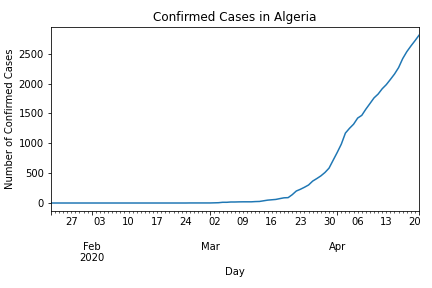 Confirmed Cases in Algeria
Number of Confirmed Cases
2500
2000
1500
1000
500
0
27 03 10 17 24 02 09 16 23 30 06 13 20
Feb Mar Apr
2020
Day